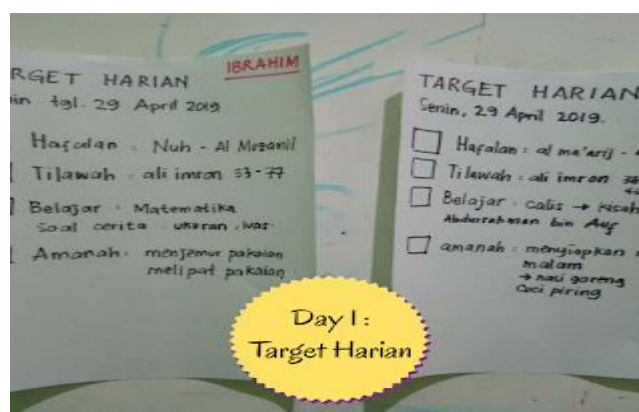 IBRAHIM
RGET HARIAN
in tgl. 29 April 2019
Hafalan : Nuh - Al Muzamil
Tilawah : ali imron 53-77
Belajar : Matematika
Soal cerita : ukuran, luas
Amanah : menjemur pakaian
melipat pakaian
TARGET HARIAN
Senin, 29 April 2019.
Hafalan : al ma'arij -
Tilawah : ali imron
Belajar : calis → kisah
Abdurrahman bin Auf
amanah : menyiapkan
malam
→ nasi goreng
cuci piring
Day 1 :
Target Harian